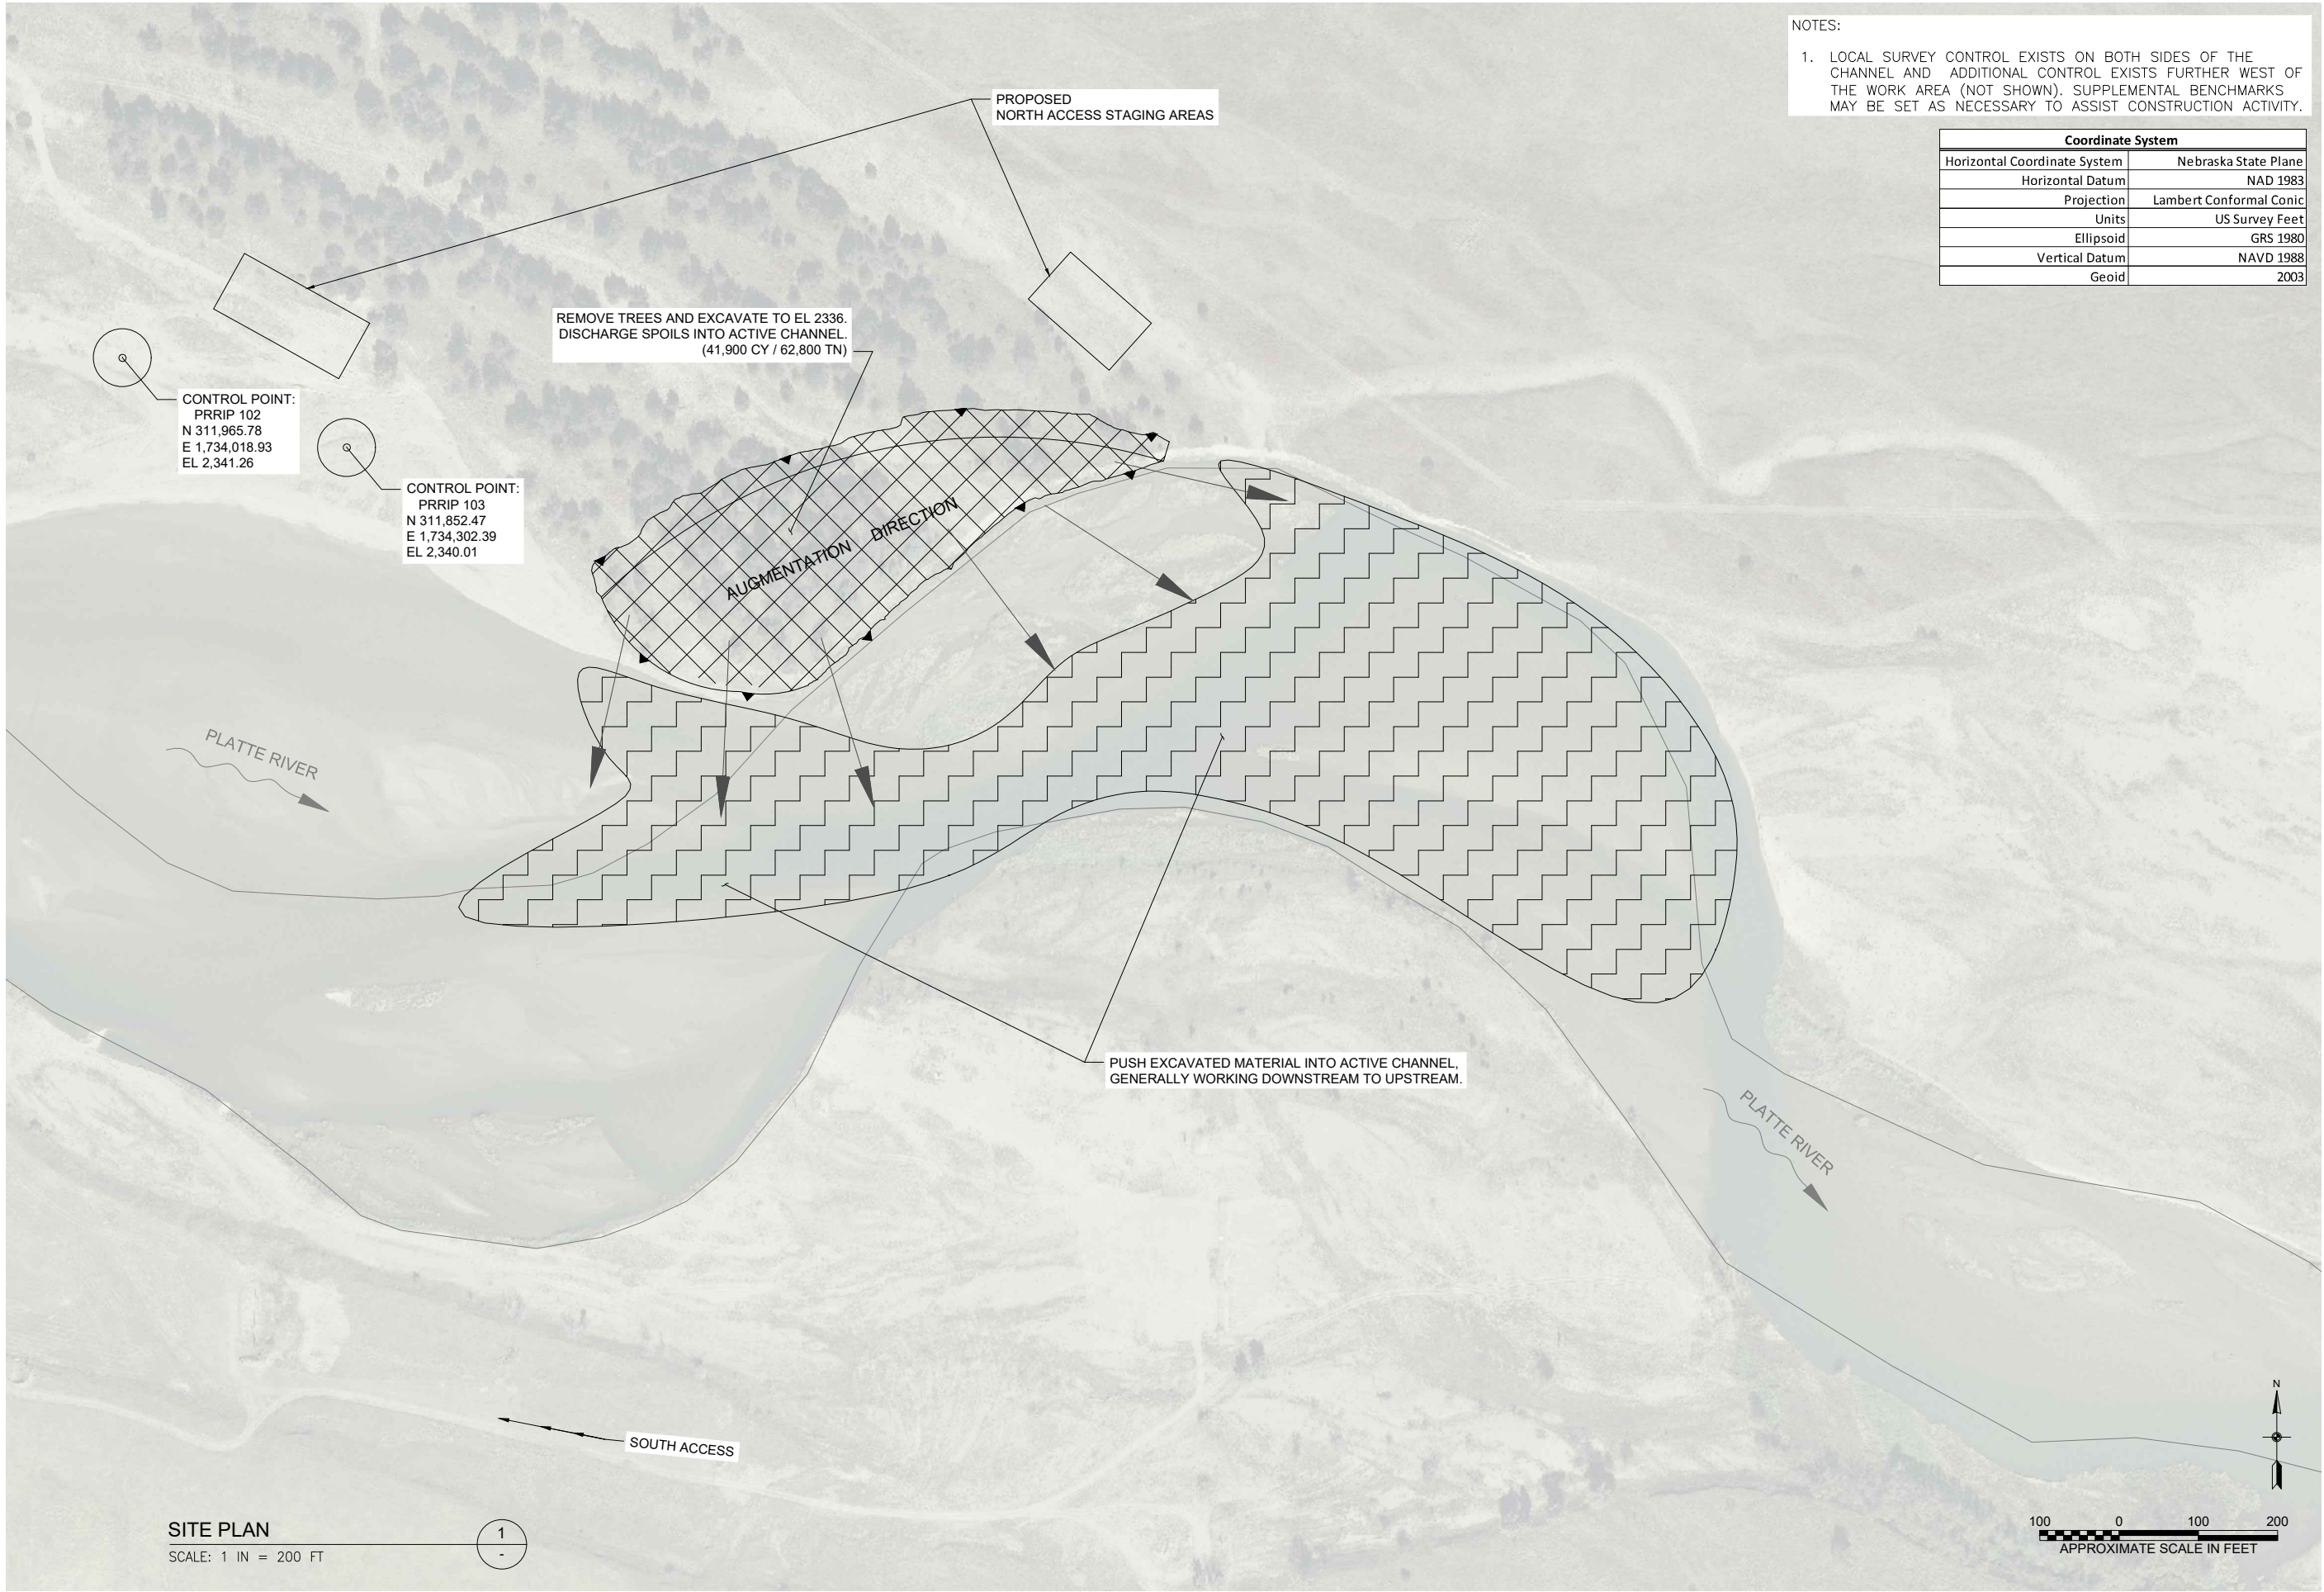 NOTES:
1. LOCAL SURVEY CONTROL EXISTS ON BOTH SIDES OF THE
CHANNEL AND ADDITIONAL CONTROL EXISTS FURTHER WEST OF
THE WORK AREA (NOT SHOWN). SUPPLEMENTAL BENCHMARKS
MAY BE SET AS NECESSARY TO ASSIST CONSTRUCTION ACTIVITY.
Coordinate System
Horizontal Coordinate System Nebraska State Plane
Horizontal Datum NAD 1983
Projection Lambert Conformal Conic
Units US Survey Feet
Ellipsoid GRS 1980
Vertical Datum NAVD 1988
Geoid 2003
PROPOSED
NORTH ACCESS STAGING AREAS
REMOVE TREES AND EXCAVATE TO EL 2336.
DISCHARGE SPOILS INTO ACTIVE CHANNEL.
(41,900 CY / 62,800 TN)
CONTROL POINT:
PRRIP 102
N 311,965.78
E 1,734,018.93
EL 2,341.26
CONTROL POINT:
PRRIP 103
N 311,852.47
E 1,734,302.39
EL 2,340.01
AUGMENTATION DIRECTION
PLATTE RIVER
PUSH EXCAVATED MATERIAL INTO ACTIVE CHANNEL,
GENERALLY WORKING DOWNSTREAM TO UPSTREAM.
PLATTE RIVER
SOUTH ACCESS
SITE PLAN
SCALE: 1 IN = 200 FT
1
-
N
100 0 100 200
APPROXIMATE SCALE IN FEET